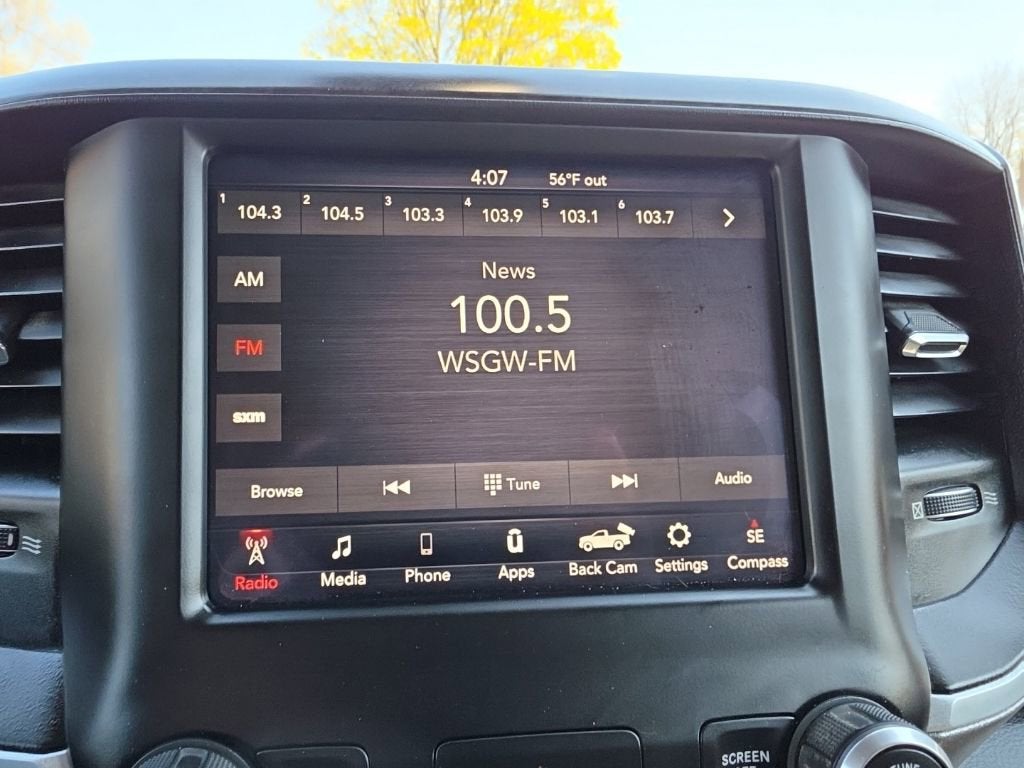 4:07 56°F out
1 104.3 2 104.5 3 103.3 4 103.9 5 103.1 6 103.7
AM
News
100.5
FM
WSGW-FM
sxm
Browse Tune Audio
SE
Radio Media Phone Apps Back Cam Settings Compass
SCREEN
TUNE